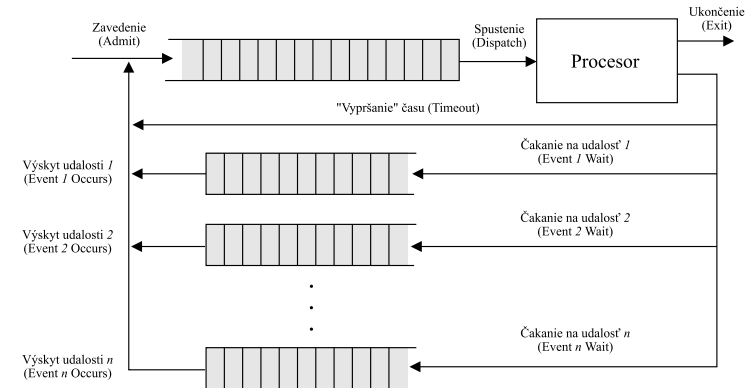 Zavedenie
(Admit)
Spustenie
(Dispatch)
Procesor
Ukončenie
(Exit)
"Vypršanie" času (Timeout)
Výskyt udalosti 1
(Event 1 Occurs)
Čakanie na udalosť 1
(Event 1 Wait)
Výskyt udalosti 2
(Event 2 Occurs)
Čakanie na udalosť 2
(Event 2 Wait)
Výskyt udalosti n
(Event n Occurs)
Čakanie na udalosť n
(Event n Wait)